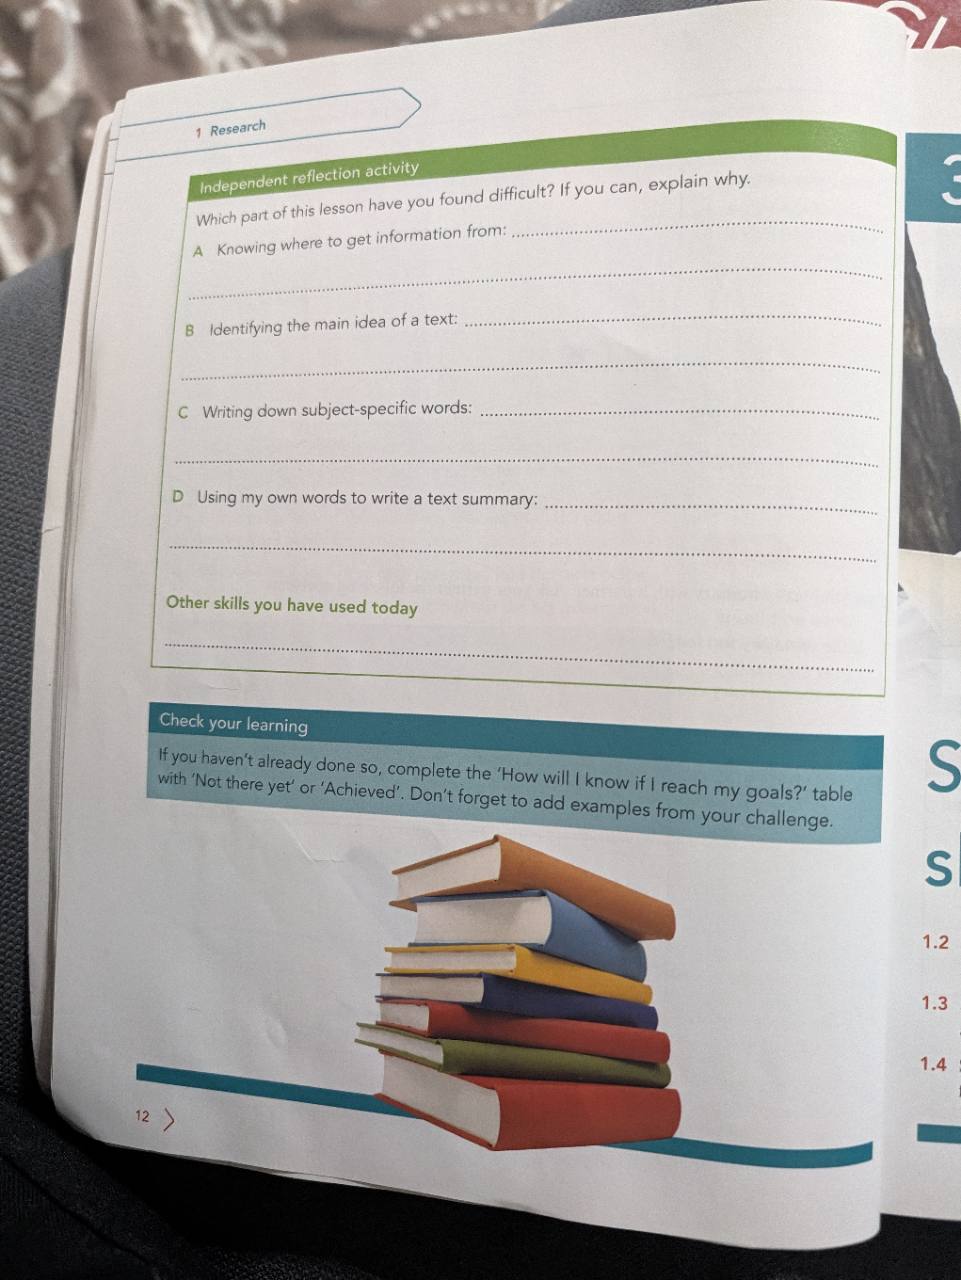 1 Research
Independent reflection activity
Which part of this lesson have you found difficult? If you can, explain why.
A Knowing where to get information from:
B Identifying the main idea of a text:
C Writing down subject-specific words:
D Using my own words to write a text summary:
Other skills you have used today
Check your learning
If you haven't already done so, complete the 'How will I know if I reach my goals?' table
with 'Not there yet' or 'Achieved'. Don't forget to add examples from your challenge.
12
3
1.2
1.3
1.4